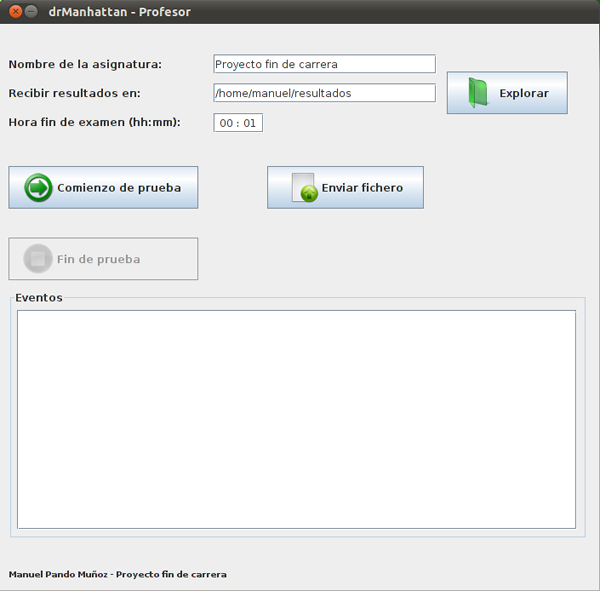 drManhattan - Profesor
Nombre de la asignatura: Proyecto fin de carrera
Recibir resultados en: /home/manuel/resultados
Explorar
Hora fin de examen (hh:mm): 00 : 01
Comienzo de prueba
Enviar fichero
Fin de prueba
Eventos
Manuel Pando Muñoz - Proyecto fin de carrera